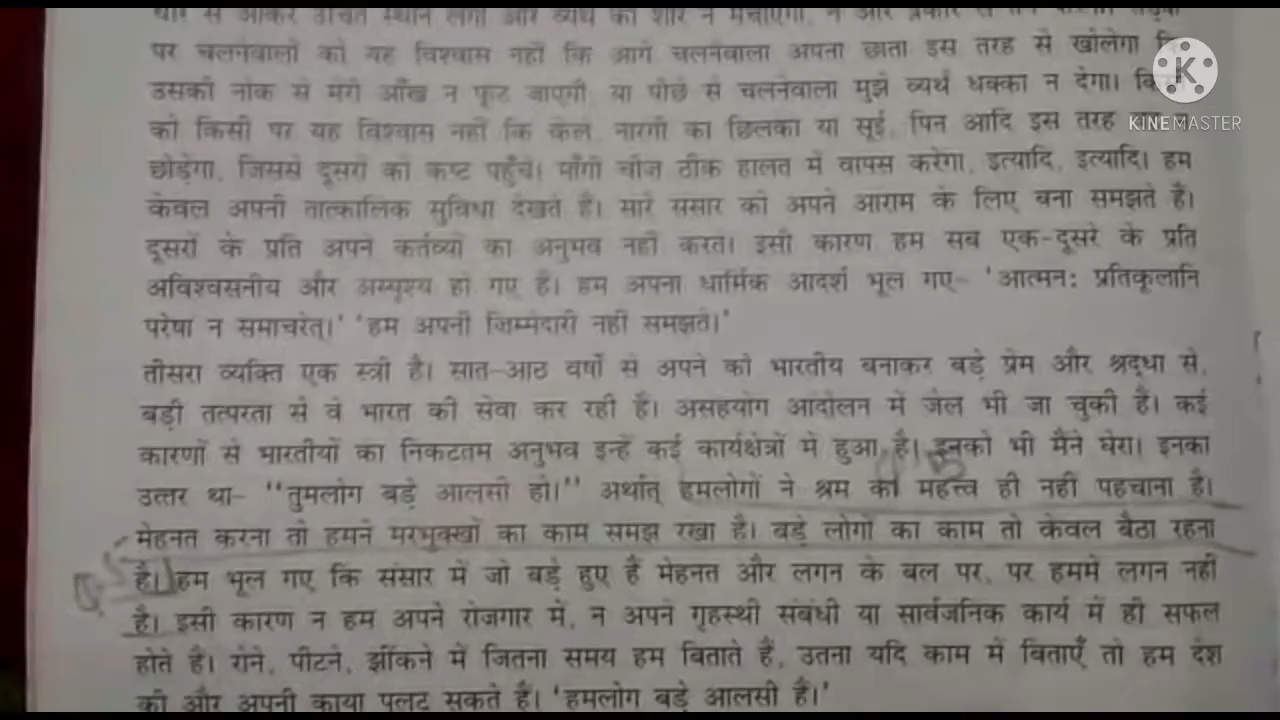 पर चलनेवालों को यह विश्वास नहीं कि आगे चलनेवाला अपना छाता इस तरह से खोलेगा
K
उसकी नोक से मेरी आँख न फूट जाएगी, या पीछे से चलनेवाला मुझे व्यर्थ धक्का न देगा।
KINEMASTER
को किसी पर यह विश्वास नहीं कि केले, नारंगी का छिलका या सूई, पिन आदि इस तरह
छोड़ेगा, जिससे दूसरों को कष्ट पहुँचे। माँगी चीज ठीक हालत में वापस करेगा, इत्यादि, इत्यादि। हम
केवल अपनी तात्कालिक सुविधा देखते हैं। सारे संसार को अपने आराम के लिए बना समझते हैं।
दूसरों के प्रति अपने कर्तव्यों का अनुभव नहीं करते। इसी कारण हम सब एक-दूसरे के प्रति
अविश्वसनीय और अस्पृश्य हो गए हैं। हम अपना धार्मिक आदर्श भूल गए- 'आत्मनः प्रतिकूलानि
परेषां न समाचरेत्।' 'हम अपनी जिम्मेदारी नहीं समझते।'
तीसरा व्यक्ति एक स्त्री है। सात-आठ वर्षों से अपने को भारतीय बनाकर बड़े प्रेम और श्रद्धा से,
बड़ी तत्परता से वे भारत की सेवा कर रही हैं। असहयोग आंदोलन में जेल भी जा चुकी हैं। कई
कारणों से भारतीयों का निकटतम अनुभव इन्हें कई कार्यक्षेत्रों में हुआ है। इनको भी मैंने घेरा। इनका
उत्तर था- "तुमलोग बड़े आलसी हो।" अर्थात् हमलोगों ने श्रम का महत्त्व ही नहीं पहचाना है।
मेहनत करना तो हमने मरभुक्खों का काम समझ रखा है। बड़े लोगों का काम तो केवल बैठा रहना
है। हम भूल गए कि संसार में जो बड़े हुए हैं मेहनत और लगन के बल पर, पर हममें लगन नहीं
है। इसी कारण न हम अपने रोजगार में, न अपने गृहस्थी संबंधी या सार्वजनिक कार्य में ही सफल
होते हैं। रोने, पीटने, झींकने में जितना समय हम बिताते हैं, उतना यदि काम में बिताएँ तो हम देश
की और अपनी काया पलट सकते हैं। 'हमलोग बड़े आलसी हैं।'